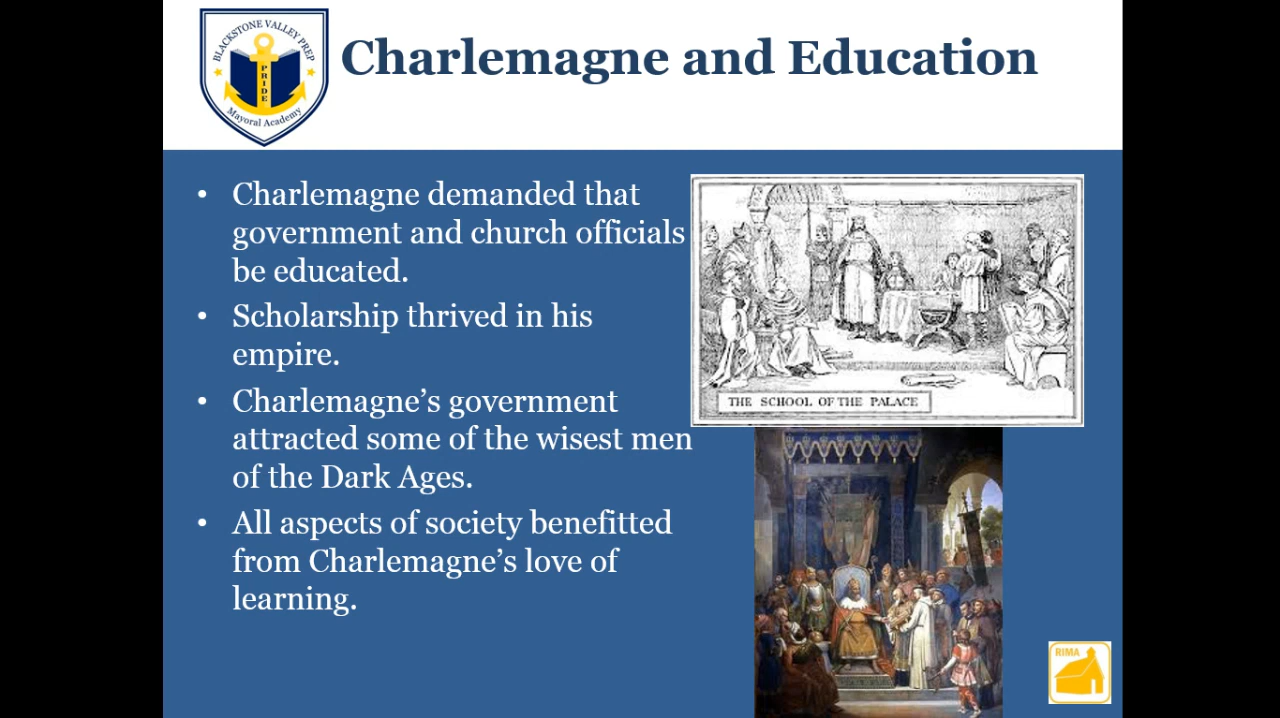 BLACKSTONE VALLEY PREP
PRIDE
Mayoral Academy
Charlemagne and Education
• Charlemagne demanded that
government and church officials
be educated.
• Scholarship thrived in his
empire.
• Charlemagne’s government
attracted some of the wisest men
of the Dark Ages.
• All aspects of society benefitted
from Charlemagne’s love of
learning.
THE SCHOOL OF THE PALACE
RIMA